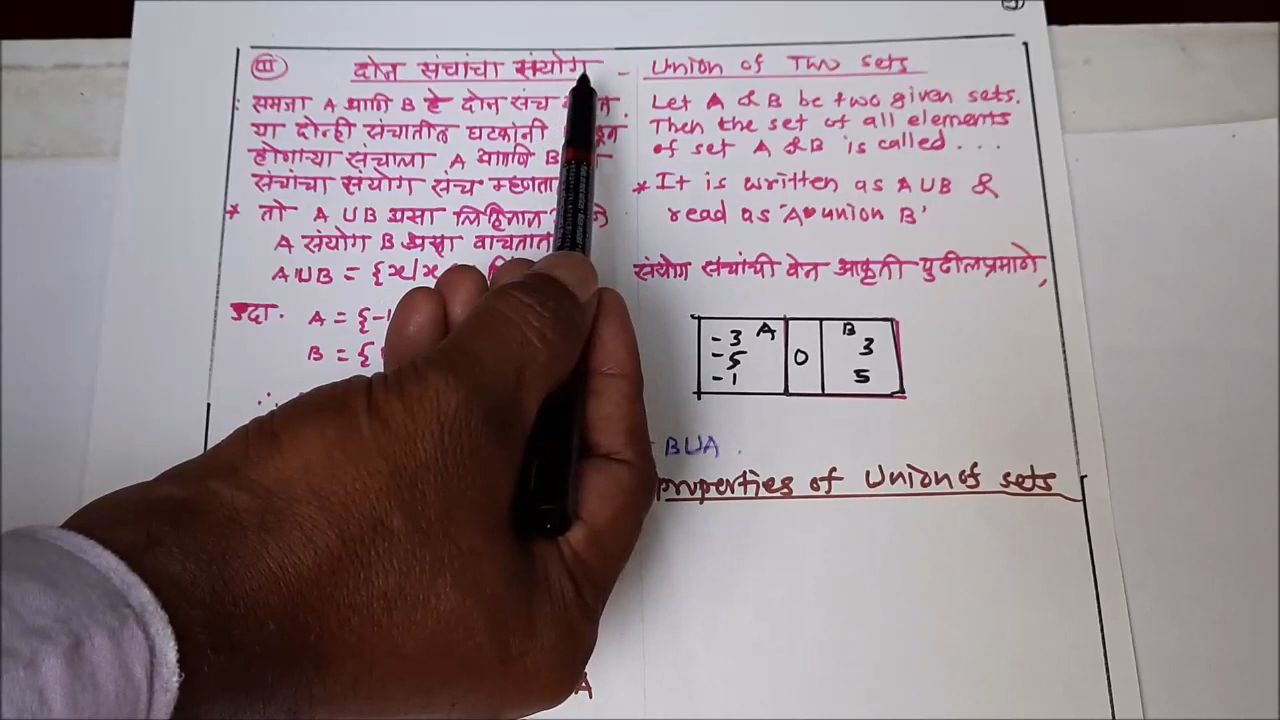 III दोन संचांचा संयोग - Union of Two sets
समजा A आणि B हे दोन संच
या दोन्ही संचातील घटकांनी
होणाऱ्या संचाला A आणि B
संचांचा संयोग संच म्हणतात
* तो A ∪ B असा लिहितात
A संयोग B असा वाचतात
A∪B = {x/x
उदा. A = {-1
B = {
∴
Let A & B be two given sets.
Then the set of all elements
of set A & B is called . . .
* It is written as A ∪ B &
read as 'A union B'
संयोग संचांची वेन आकृती पुढीलप्रमाणे,
A B
-3 3
-5 0
-1 5
B∪A .
properties of Union of sets